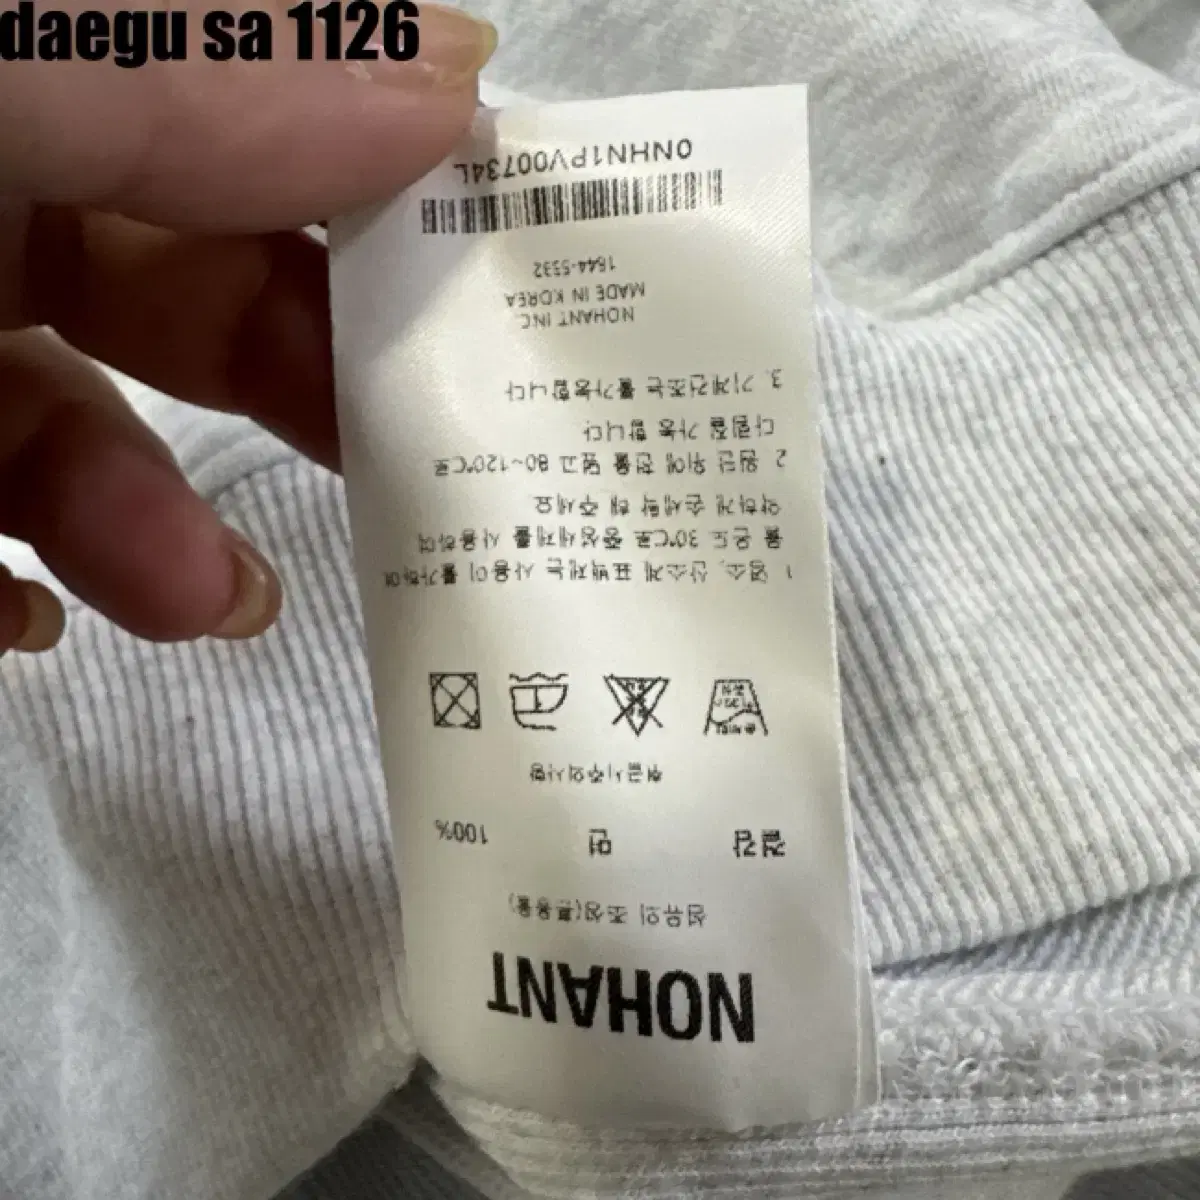 daegu sa 1126
NOHANT
섬유의 조성(혼용율)
겉감 면 100%
취급시주의사항
1. 염소, 산소계 표백제는 사용이 불가하며
물 온도 30℃로 중성세제를 사용하여
약하게 손세탁 해 주세요
2. 원단 위에 천을 덮고 80~120℃로
다림질 가능 합니다
3. 기계건조는 불가능합니다
NOHANT INC.
MADE IN KOREA
1644-5532
0NHN1PV00734L